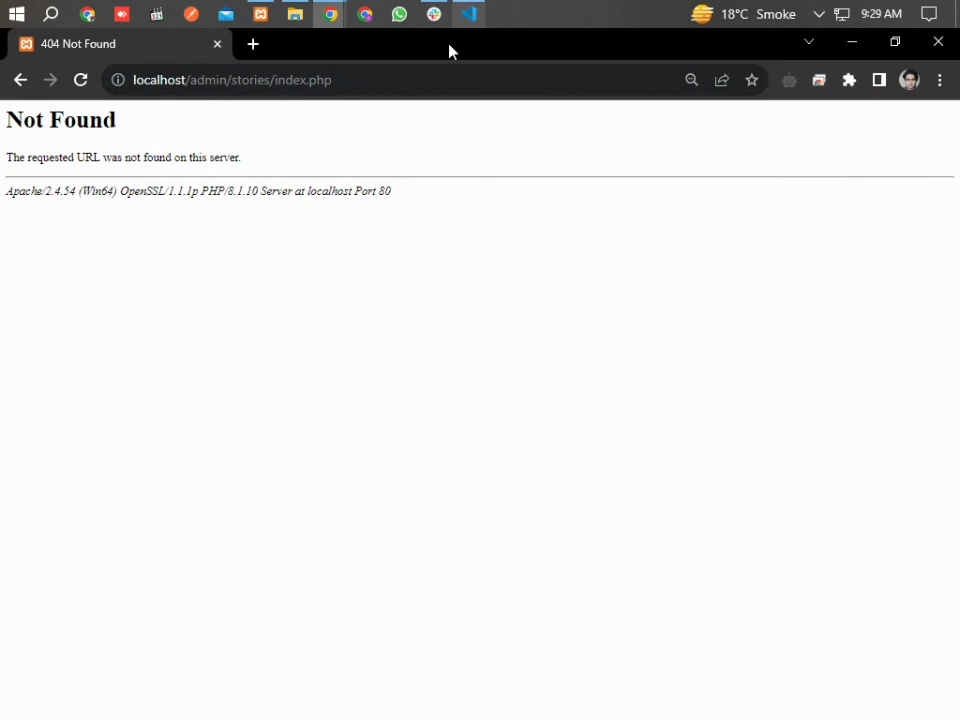 18°C Smoke
9:29 AM
404 Not Found
localhost/admin/stories/index.php
Not Found
The requested URL was not found on this server.
Apache/2.4.54 (Win64) OpenSSL/1.1.1p PHP/8.1.10 Server at localhost Port 80